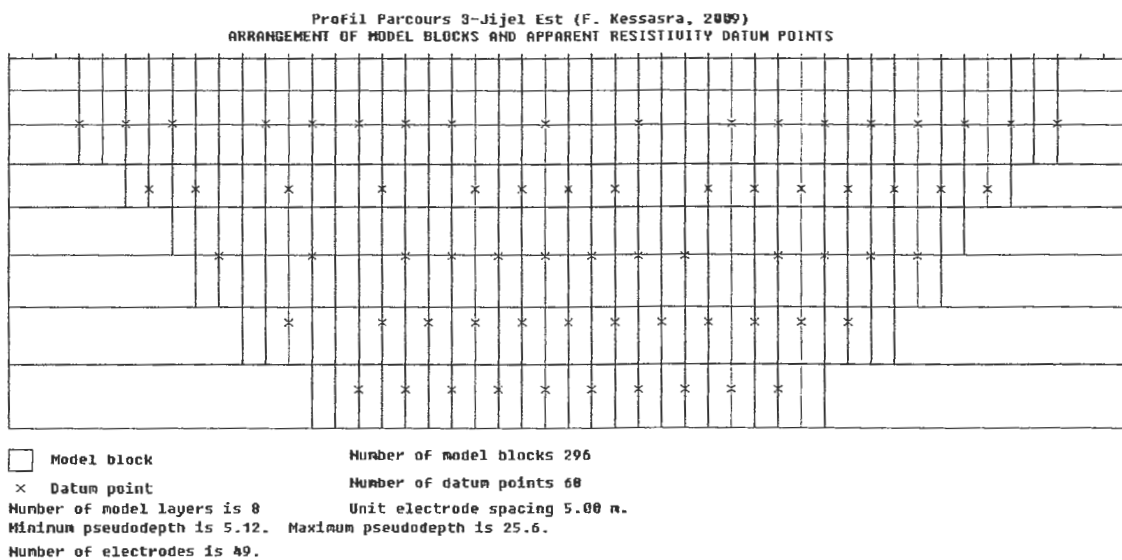 Profil Parcours 3-Jijel Est (F. Kessasra, 2009)
ARRANGEMENT OF MODEL BLOCKS AND APPARENT RESISTIVITY DATUM POINTS
Model block
Number of model blocks 296
× Datum point
Number of datum points 60
Number of model layers is 8
Unit electrode spacing 5.00 m.
Mininum pseudodepth is 5.12. Maximum pseudodepth is 25.6.
Number of electrodes is 49.